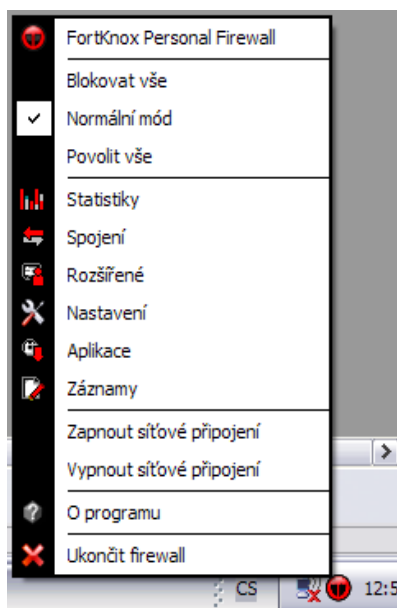 FortKnox Personal Firewall
Blokovat vše
Normální mód
Povolit vše
Statistiky
Spojení
Rozšířené
Nastavení
Aplikace
Záznamy
Zapnout síťové připojení
Vypnout síťové připojení
O programu
Ukončit firewall
CS
12:5